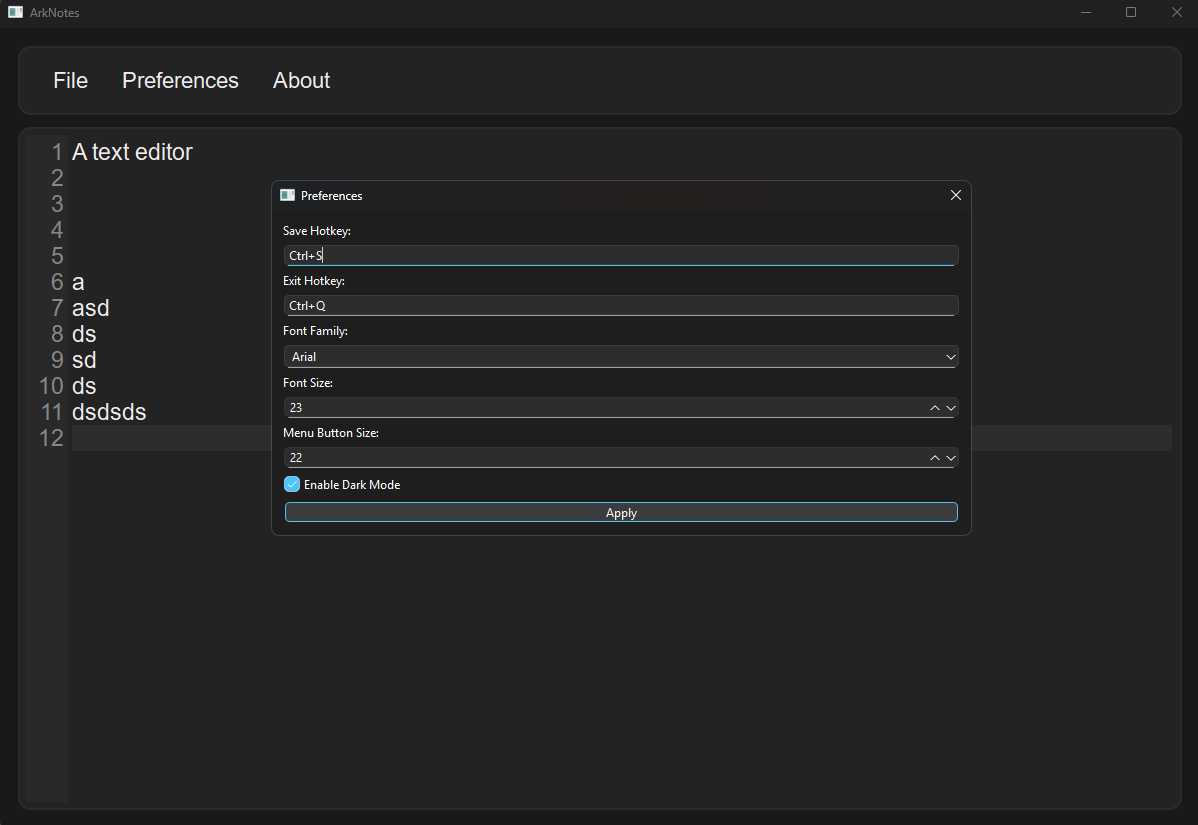 ArkNotes
File Preferences About
1 A text editor
2
3
4
5
6 a
7 asd
8 ds
9 sd
10 ds
11 dsdsds
12
Preferences
Save Hotkey:
Ctrl+S
Exit Hotkey:
Ctrl+Q
Font Family:
Arial
Font Size:
23
Menu Button Size:
22
Enable Dark Mode
Apply